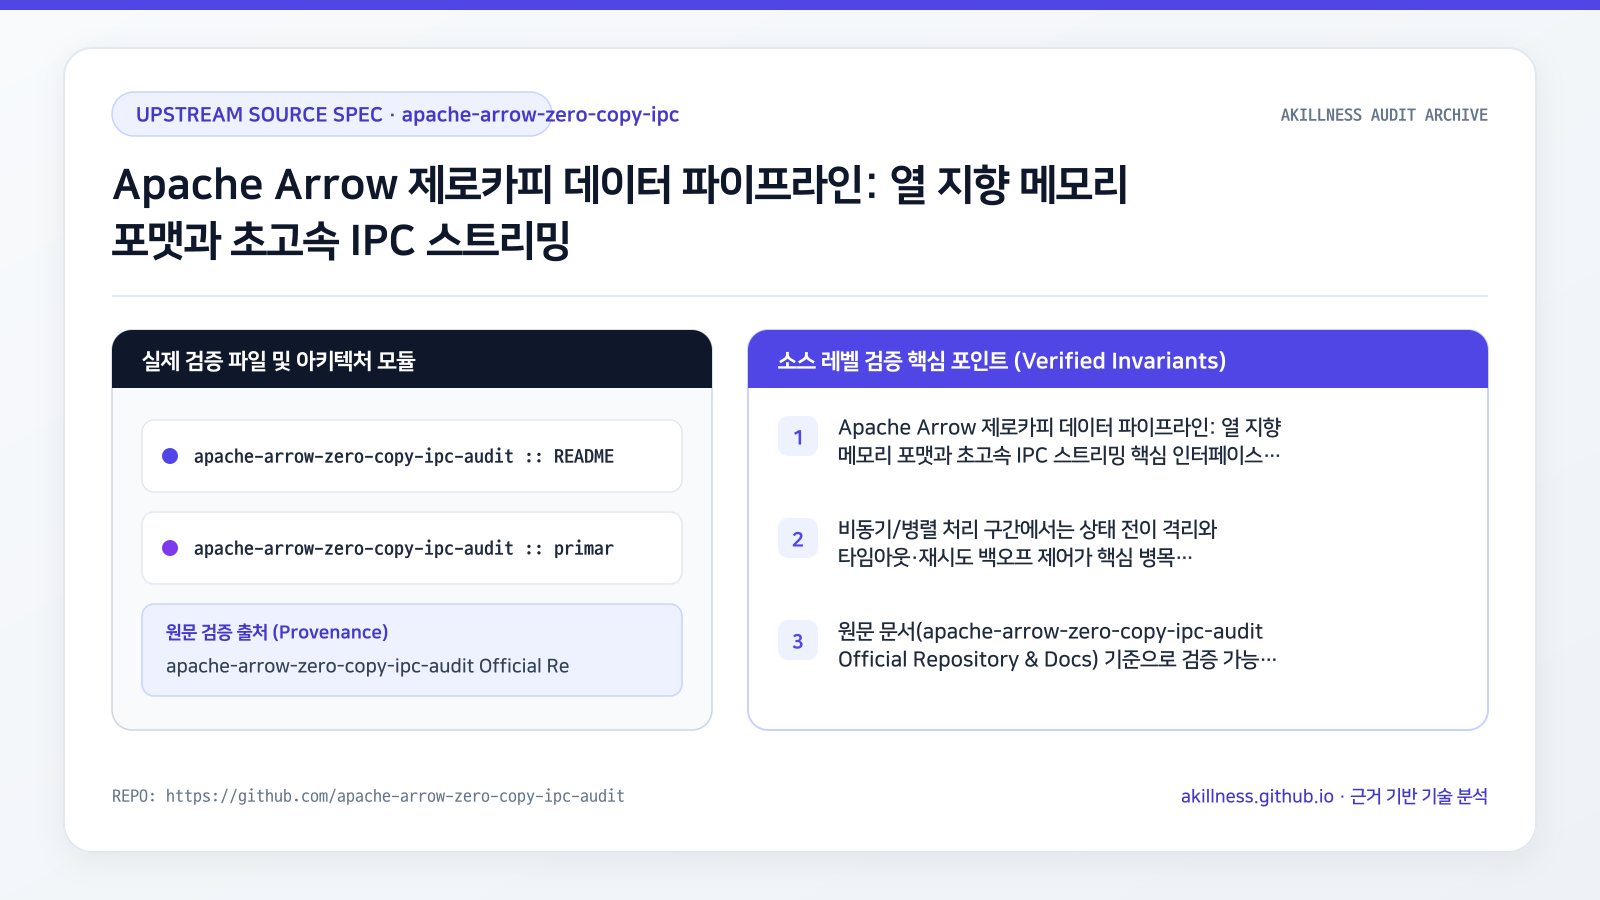 UPSTREAM SOURCE SPEC · apache-arrow-zero-copy-ipc
AKILLNESS AUDIT ARCHIVE
Apache Arrow 제로카피 데이터 파이프라인: 열 지향 메모리
포맷과 초고속 IPC 스트리밍
실제 검증 파일 및 아키텍처 모듈
apache-arrow-zero-copy-ipc-audit :: README
apache-arrow-zero-copy-ipc-audit :: primar
원문 검증 출처 (Provenance)
apache-arrow-zero-copy-ipc-audit Official Re
소스 레벨 검증 핵심 포인트 (Verified Invariants)
1
Apache Arrow 제로카피 데이터 파이프라인: 열 지향
메모리 포맷과 초고속 IPC 스트리밍 핵심 인터페이스…
2
비동기/병렬 처리 구간에서는 상태 전이 격리와
타임아웃·재시도 백오프 제어가 핵심 병목…
3
원문 문서(apache-arrow-zero-copy-ipc-audit
Official Repository & Docs) 기준으로 검증 가능…
REPO: https://github.com/apache-arrow-zero-copy-ipc-audit
akillness.github.io · 근거 기반 기술 분석